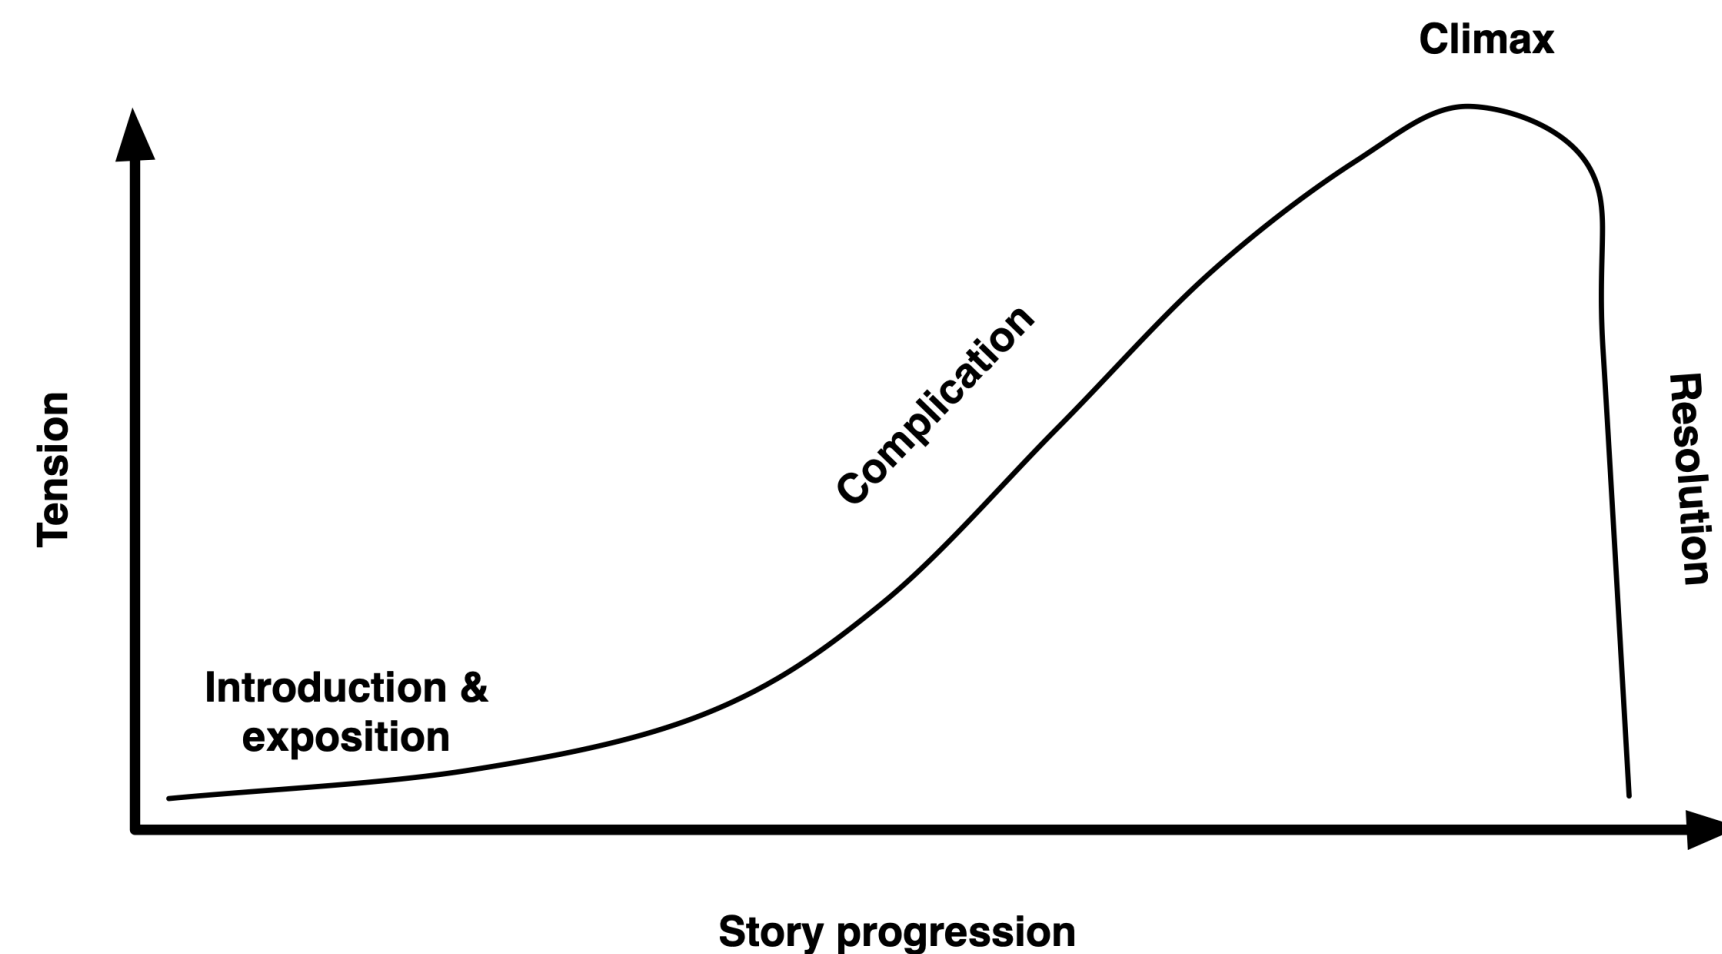 Climax
Tension
Complication
Resolution
Introduction &
exposition
Story progression